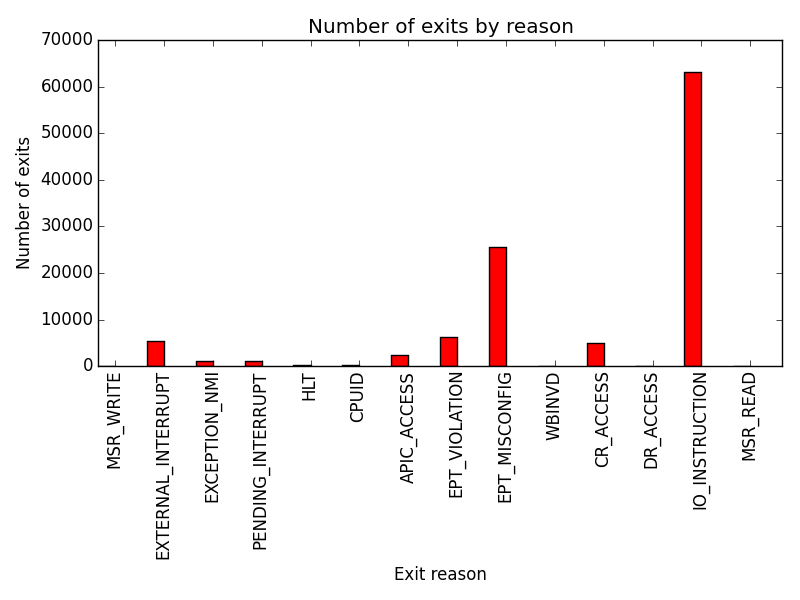 Number of exits by reason
70000
60000
50000
40000
30000
20000
10000
0
Number of exits
MSR_WRITE
EXTERNAL_INTERRUPT
EXCEPTION_NMI
PENDING_INTERRUPT
HLT
CPUID
APIC_ACCESS
EPT_VIOLATION
EPT_MISCONFIG
WBINVD
CR_ACCESS
DR_ACCESS
IO_INSTRUCTION
MSR_READ
Exit reason